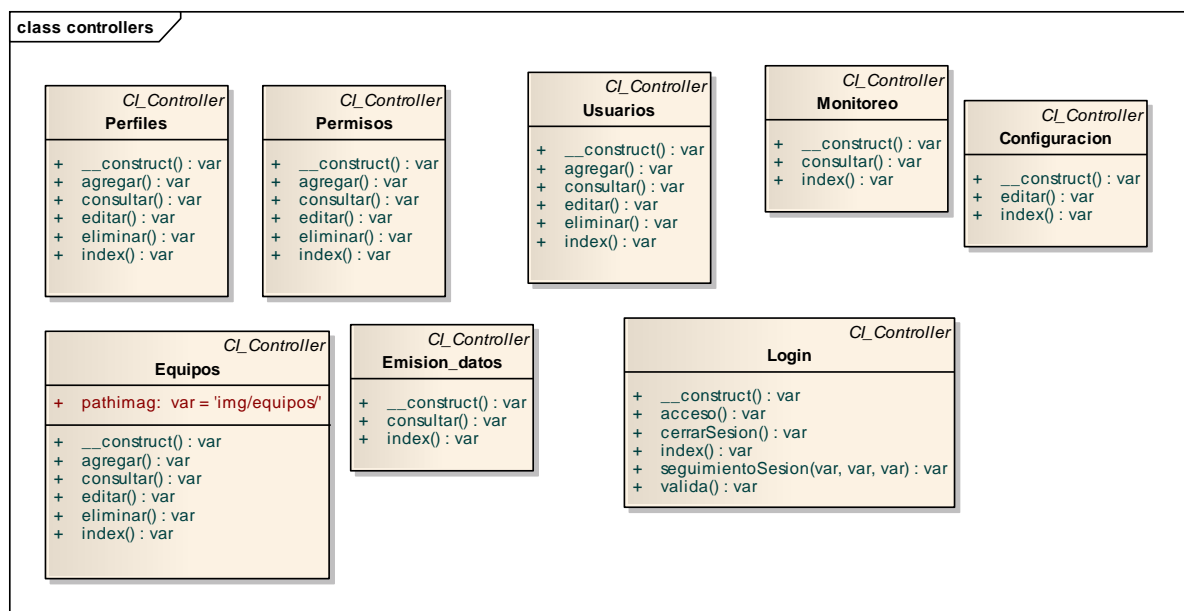 class controllers
CI_Controller
Perfiles
+ __construct() : var
+ agregar() : var
+ consultar() : var
+ editar() : var
+ eliminar() : var
+ index() : var
CI_Controller
Permisos
+ __construct() : var
+ agregar() : var
+ consultar() : var
+ editar() : var
+ eliminar() : var
+ index() : var
CI_Controller
Usuarios
+ __construct() : var
+ agregar() : var
+ consultar() : var
+ editar() : var
+ eliminar() : var
+ index() : var
CI_Controller
Monitoreo
+ __construct() : var
+ consultar() : var
+ index() : var
CI_Controller
Configuracion
+ __construct() : var
+ editar() : var
+ index() : var
CI_Controller
Equipos
+ pathimag: var = 'img/equipos/'
+ __construct() : var
+ agregar() : var
+ consultar() : var
+ editar() : var
+ eliminar() : var
+ index() : var
CI_Controller
Emision_datos
+ __construct() : var
+ consultar() : var
+ index() : var
CI_Controller
Login
+ __construct() : var
+ acceso() : var
+ cerrarSesion() : var
+ index() : var
+ seguimientoSesion(var, var, var) : var
+ valida() : var